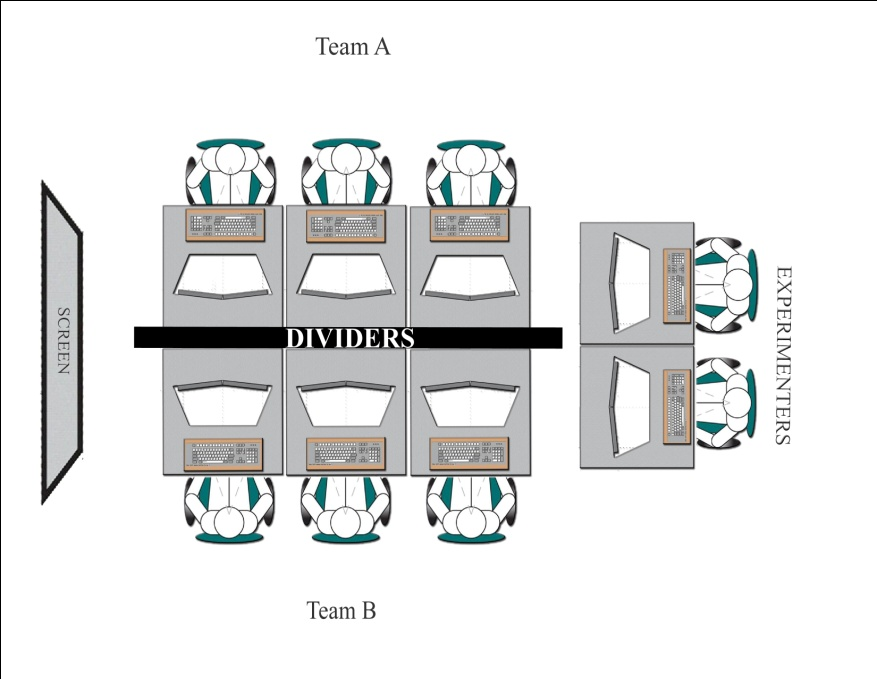 Team A
SCREEN
DIVIDERS
EXPERIMENTERS
Team B